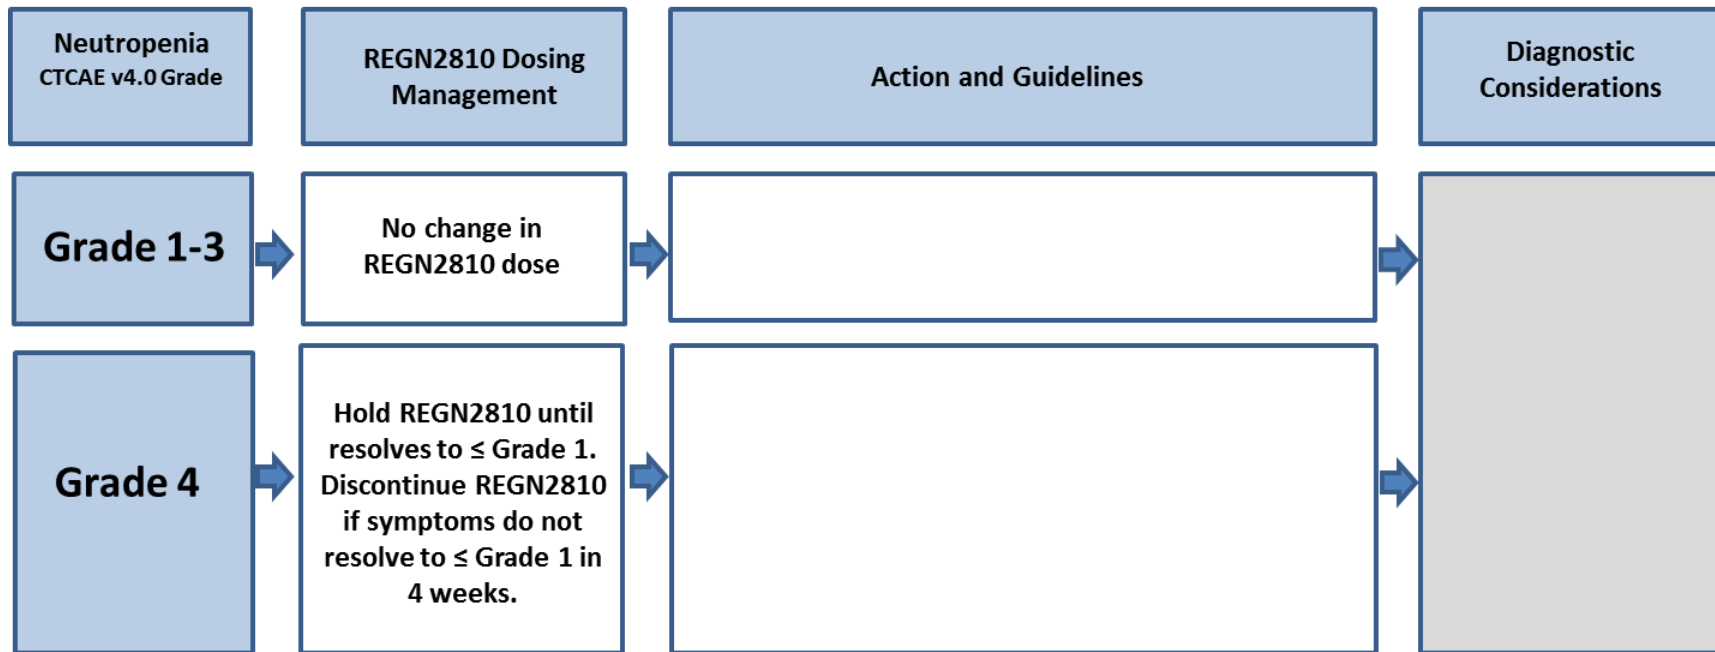 Neutropenia
CTCAE v4.0 Grade
REGN2810 Dosing
Management
Action and Guidelines
Diagnostic
Considerations
Grade 1-3
No change in
REGN2810 dose
Grade 4
Hold REGN2810 until
resolves to ≤ Grade 1.
Discontinue REGN2810
if symptoms do not
resolve to ≤ Grade 1 in
4 weeks.